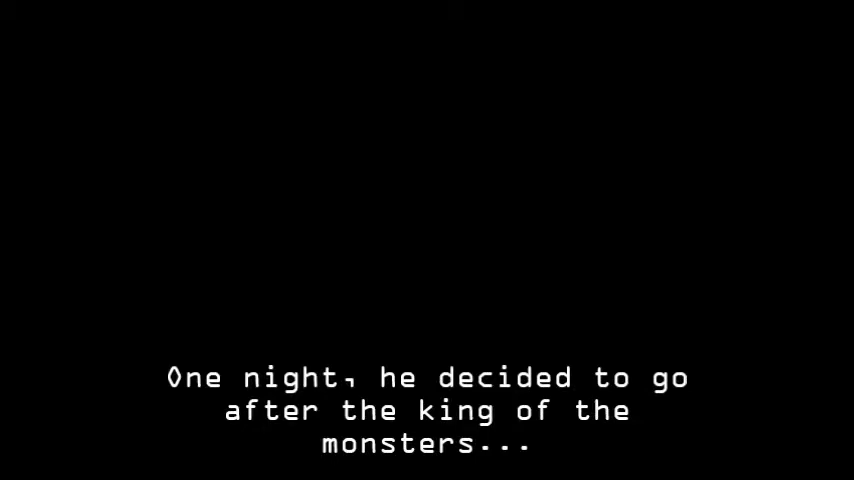 One night, he decided to go
after the king of the
monsters...